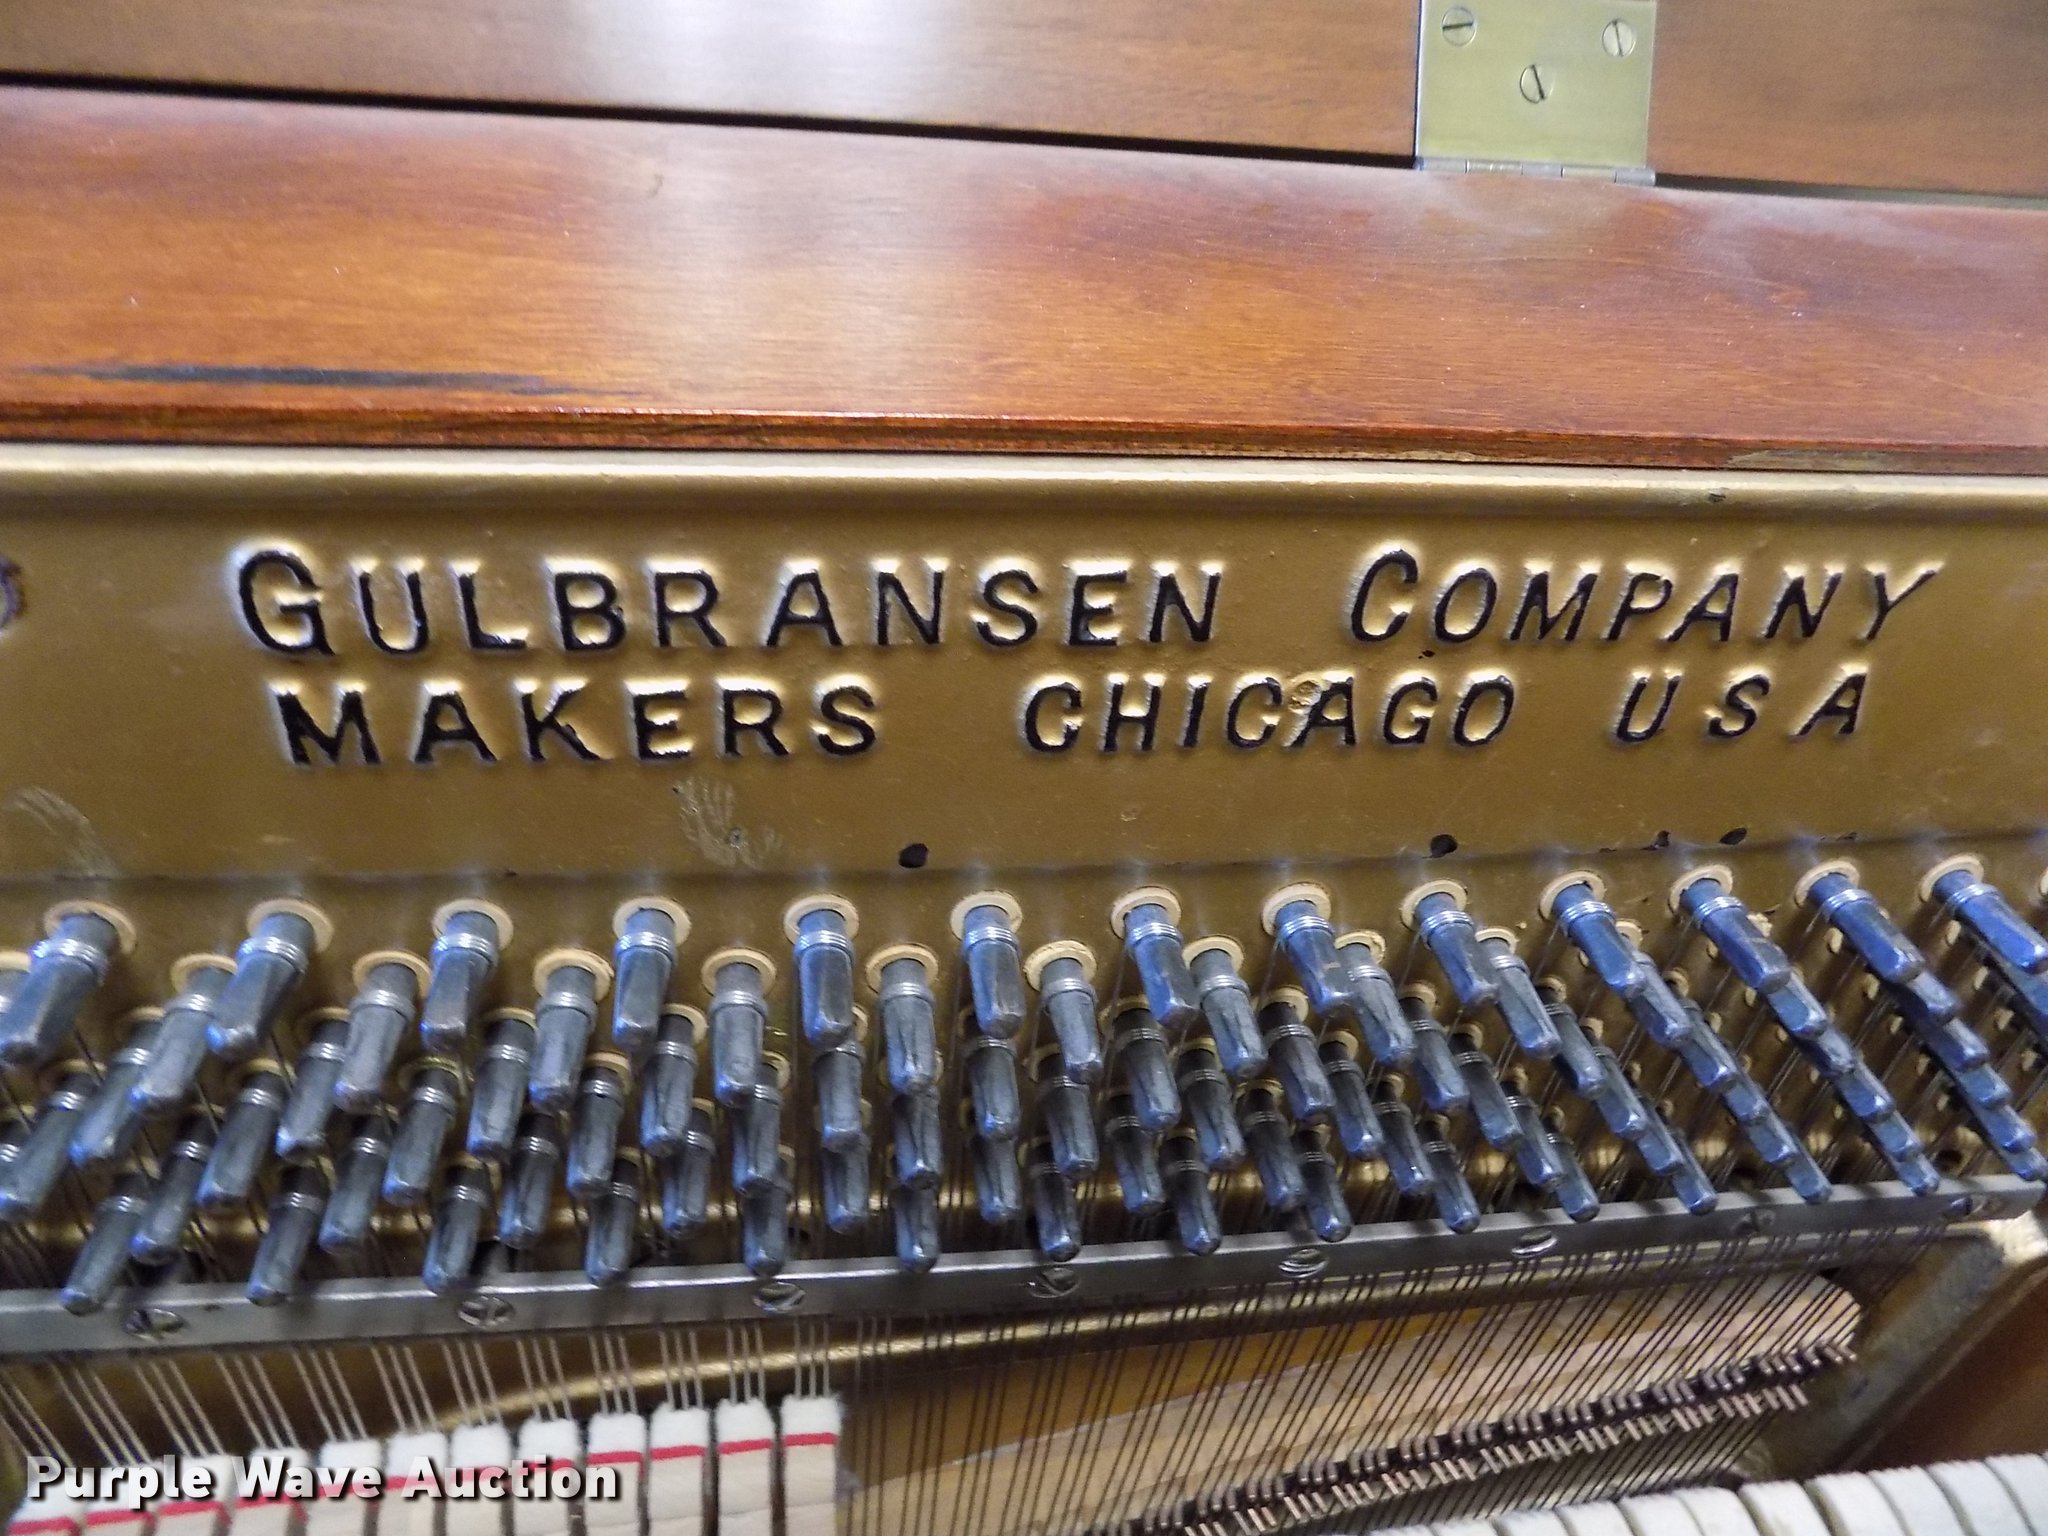 GULBRANSEN COMPANY
MAKERS CHICAGO USA
Purple Wave Auction